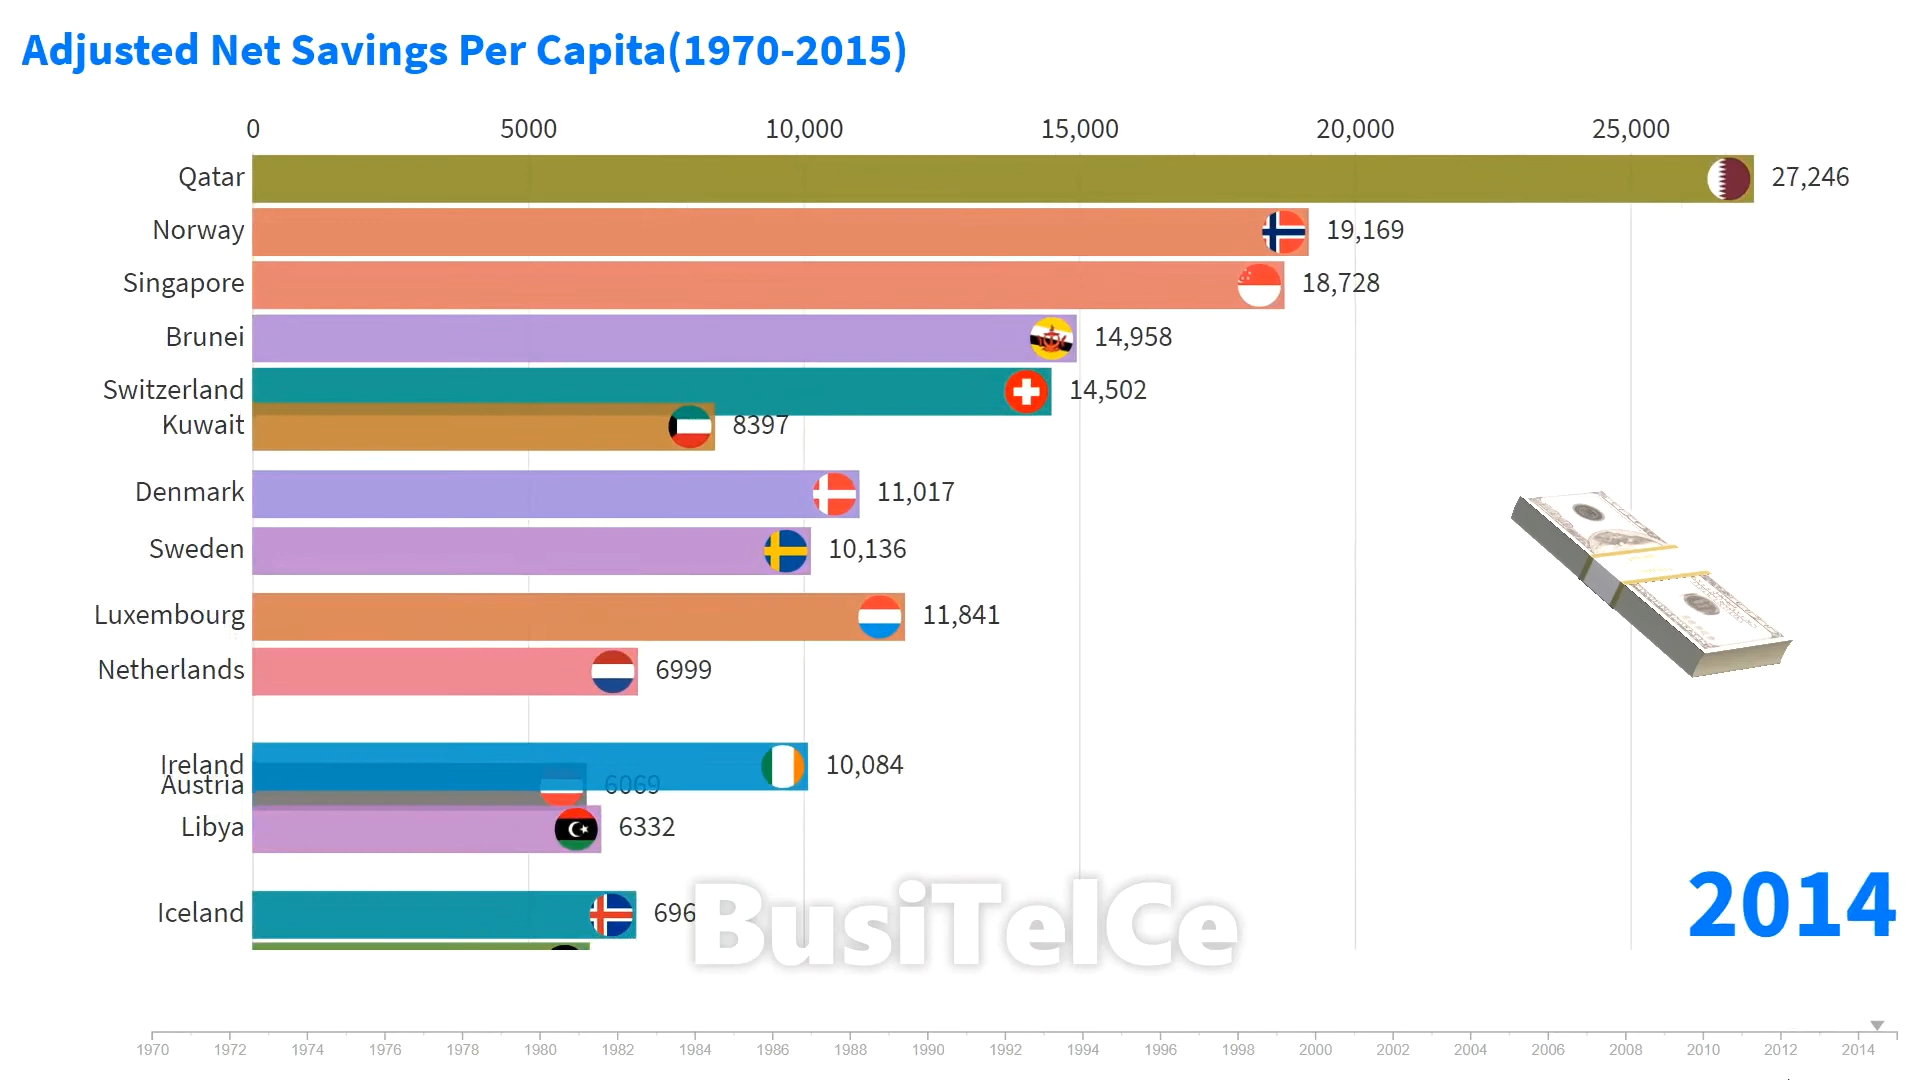 Adjusted Net Savings Per Capita(1970-2015)
0 5000 10,000 15,000 20,000 25,000
Qatar 27,246
Norway 19,169
Singapore 18,728
Brunei 14,958
Switzerland 14,502
Kuwait 8397
Denmark 11,017
Sweden 10,136
Luxembourg 11,841
Netherlands 6999
Ireland 10,084
Austria 6069
Libya 6332
Iceland 696
BusiTelCe
2014
1970 1972 1974 1976 1978 1980 1982 1984 1986 1988 1990 1992 1994 1996 1998 2000 2002 2004 2006 2008 2010 2012 2014